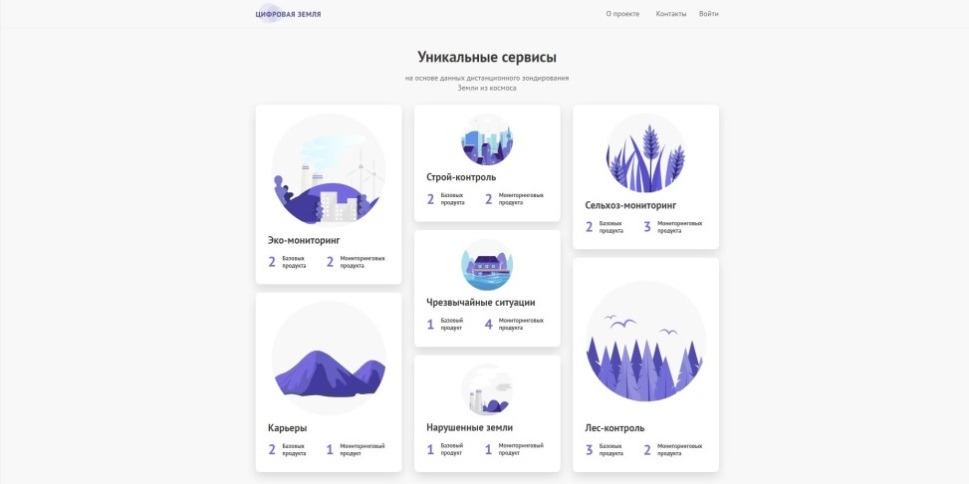 ЦИФРОВАЯ ЗЕМЛЯ
О проекте Контакты Войти
Уникальные сервисы
на основе данных дистанционного зондирования
Земли из космоса
Эко-мониторинг
2 Базовых
продукта
2 Мониторинговых
продукта
Карьеры
2 Базовых
продукта
1 Мониторинговый
продукт
Строй-контроль
2 Базовых
продукта
2 Мониторинговых
продукта
Чрезвычайные ситуации
1 Базовый
продукт
4 Мониторинговых
продукта
Нарушенные земли
1 Базовый
продукт
1 Мониторинговый
продукт
Сельхоз-мониторинг
2 Базовых
продукта
3 Мониторинговых
продукта
Лес-контроль
3 Базовых
продукта
2 Мониторинговых
продукта